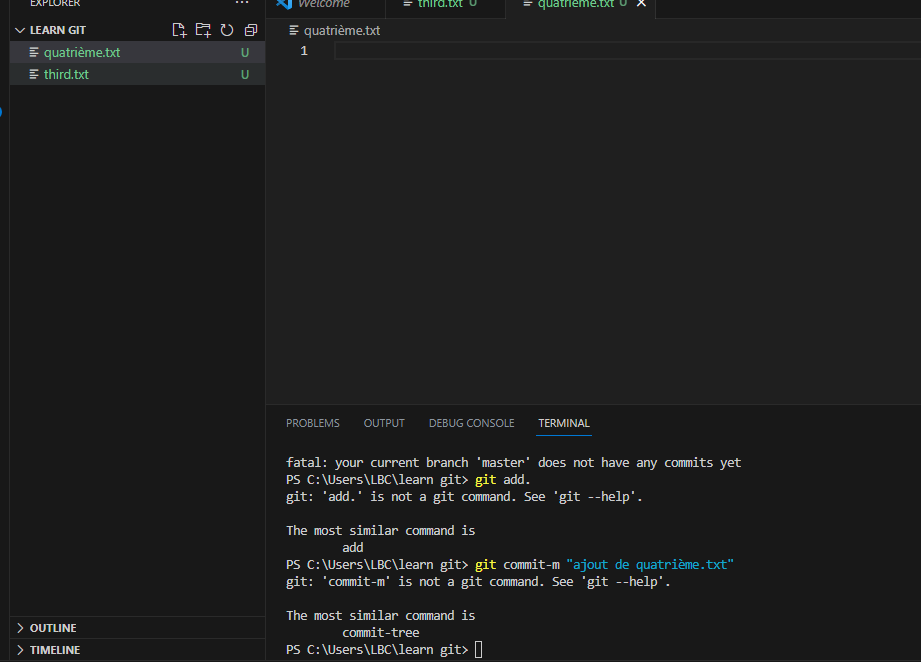 EXPLORER
···
Welcome
third.txt U
quatrième.txt U
LEARN GIT
quatrième.txt U
third.txt U
quatrième.txt
1
PROBLEMS OUTPUT DEBUG CONSOLE TERMINAL
fatal: your current branch 'master' does not have any commits yet
PS C:\Users\LBC\learn git> git add.
git: 'add.' is not a git command. See 'git --help'.
The most similar command is
add
PS C:\Users\LBC\learn git> git commit-m "ajout de quatrième.txt"
git: 'commit-m' is not a git command. See 'git --help'.
The most similar command is
commit-tree
PS C:\Users\LBC\learn git>
OUTLINE
TIMELINE